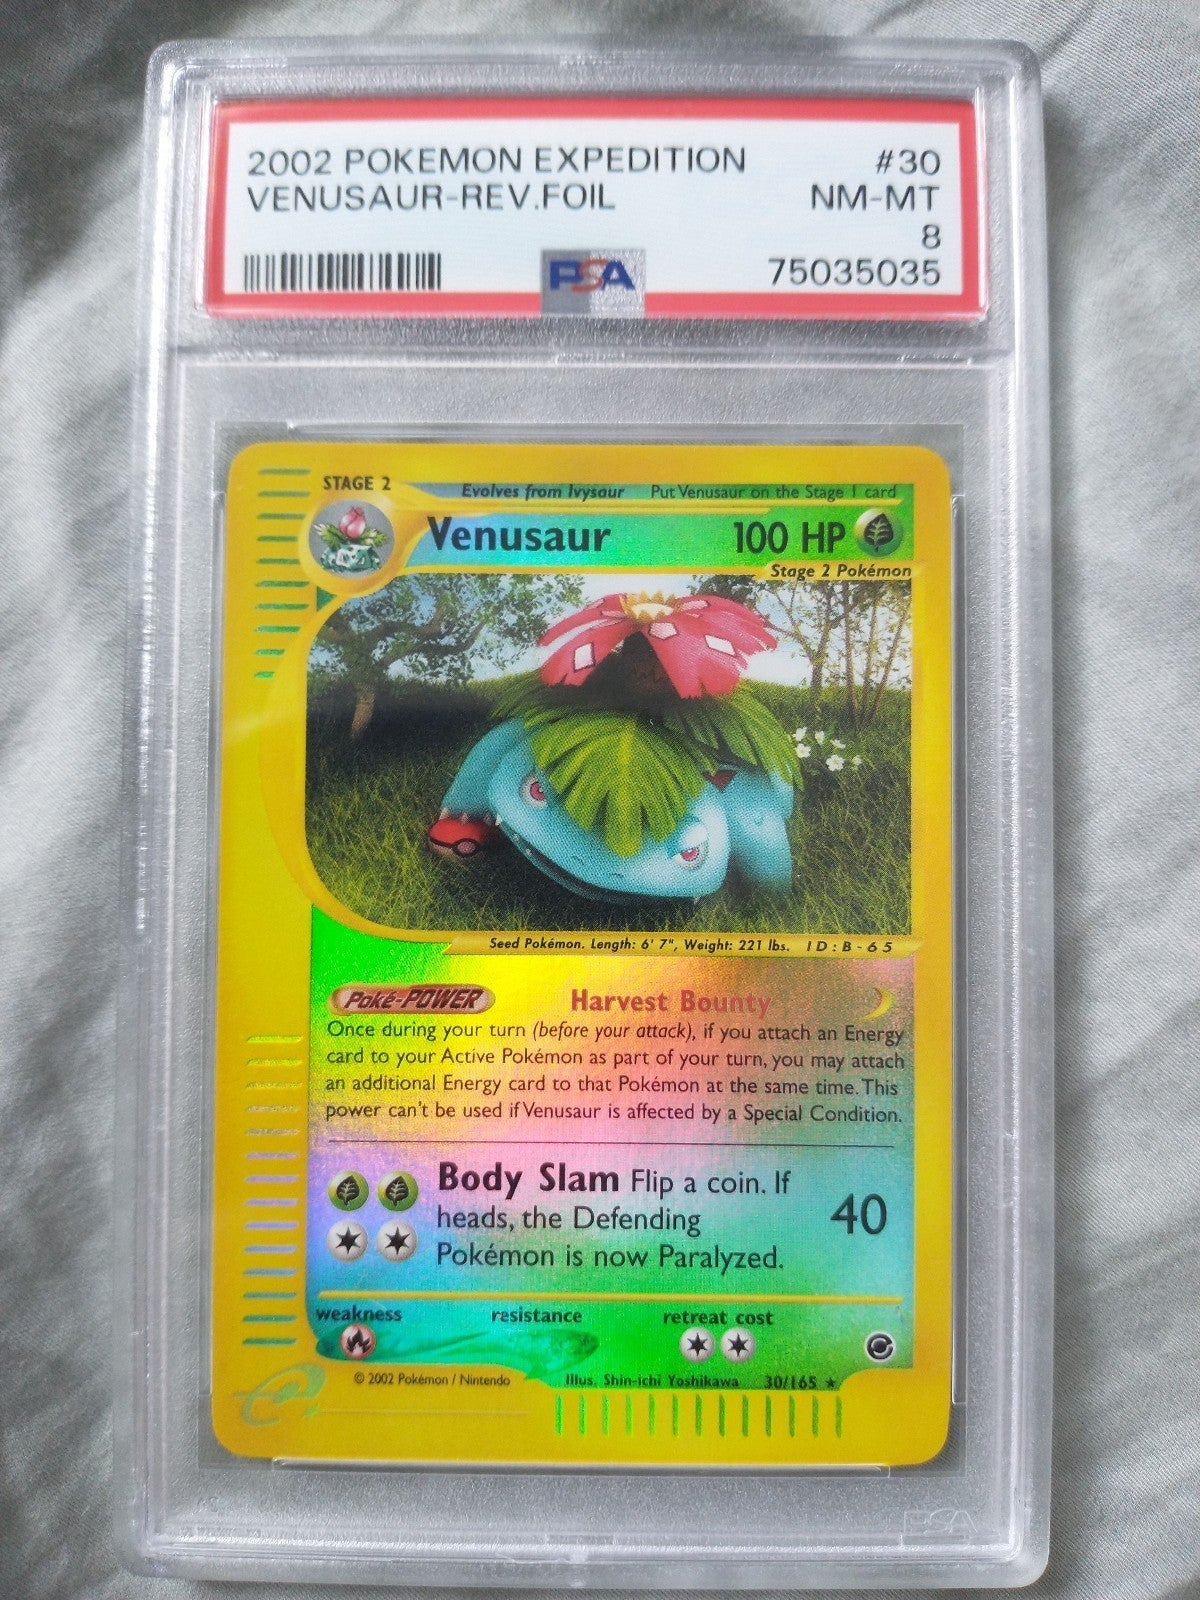 2002 POKEMON EXPEDITION #30
VENUSAUR-REV.FOIL NM-MT
8
PSA 75035035
STAGE 2 Evolves from Ivysaur Put Venusaur on the Stage 1 card
Venusaur 100 HP
Stage 2 Pokémon
Seed Pokémon. Length: 6' 7", Weight: 221 lbs. ID:B-65
Poké-POWER Harvest Bounty
Once during your turn (before your attack), if you attach an Energy
card to your Active Pokémon as part of your turn, you may attach
an additional Energy card to that Pokémon at the same time. This
power can't be used if Venusaur is affected by a Special Condition.
Body Slam Flip a coin. If
heads, the Defending 40
Pokémon is now Paralyzed.
weakness resistance retreat cost
© 2002 Pokémon / Nintendo Illus. Shin-ichi Yoshikawa 30/165 ★
e
PSA